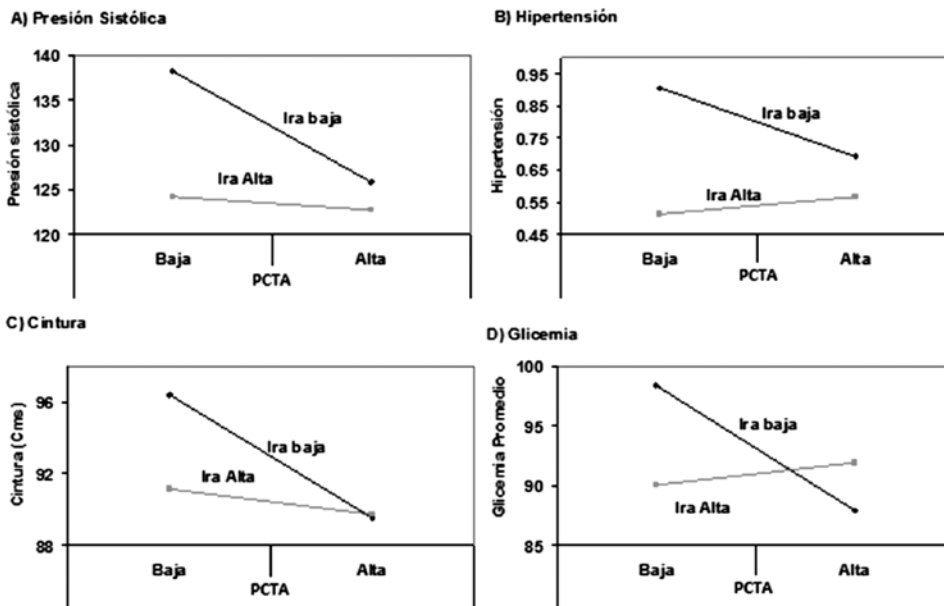 A) Presión Sistólica
Presión sistólica
140
135
130
125
120
Ira baja
Ira Alta
Baja
Alta
PCTA
B) Hipertensión
Hipertensión
0.95
0.85
0.75
0.65
0.55
0.45
Ira baja
Ira Alta
Baja
Alta
PCTA
C) Cintura
Cintura (Cms)
96
92
88
Ira baja
Ira Alta
Baja
Alta
PCTA
D) Glicemia
Glicemia Promedio
100
95
90
85
Ira baja
Ira Alta
Baja
Alta
PCTA